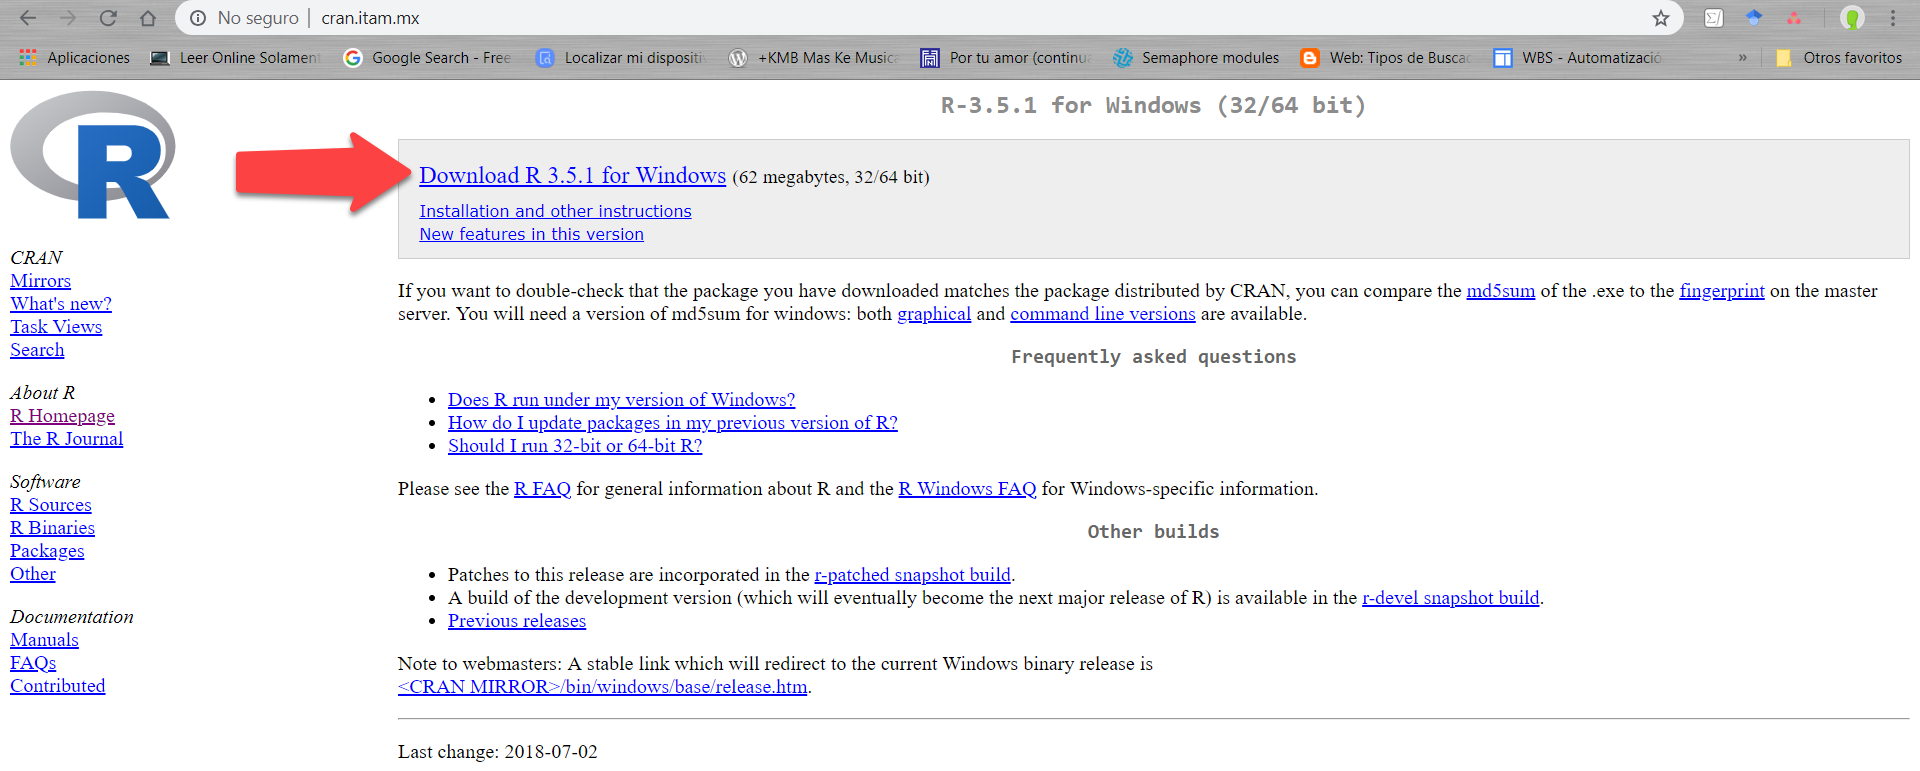 No seguro | cran.itam.mx
Aplicaciones Leer Online Solament Google Search - Free Localizar mi dispositi +KMB Mas Ke Musica Por tu amor (continu Semaphore modules Web: Tipos de Buscac WBS - Automatizació » Otros favoritos
R
CRAN
Mirrors
What's new?
Task Views
Search
About R
R Homepage
The R Journal
Software
R Sources
R Binaries
Packages
Other
Documentation
Manuals
FAQs
Contributed
R-3.5.1 for Windows (32/64 bit)
Download R 3.5.1 for Windows (62 megabytes, 32/64 bit)
Installation and other instructions
New features in this version
If you want to double-check that the package you have downloaded matches the package distributed by CRAN, you can compare the md5sum of the .exe to the fingerprint on the master
server. You will need a version of md5sum for windows: both graphical and command line versions are available.
Frequently asked questions
• Does R run under my version of Windows?
• How do I update packages in my previous version of R?
• Should I run 32-bit or 64-bit R?
Please see the R FAQ for general information about R and the R Windows FAQ for Windows-specific information.
Other builds
• Patches to this release are incorporated in the r-patched snapshot build.
• A build of the development version (which will eventually become the next major release of R) is available in the r-devel snapshot build.
• Previous releases
Note to webmasters: A stable link which will redirect to the current Windows binary release is
<CRAN MIRROR>/bin/windows/base/release.htm.
Last change: 2018-07-02